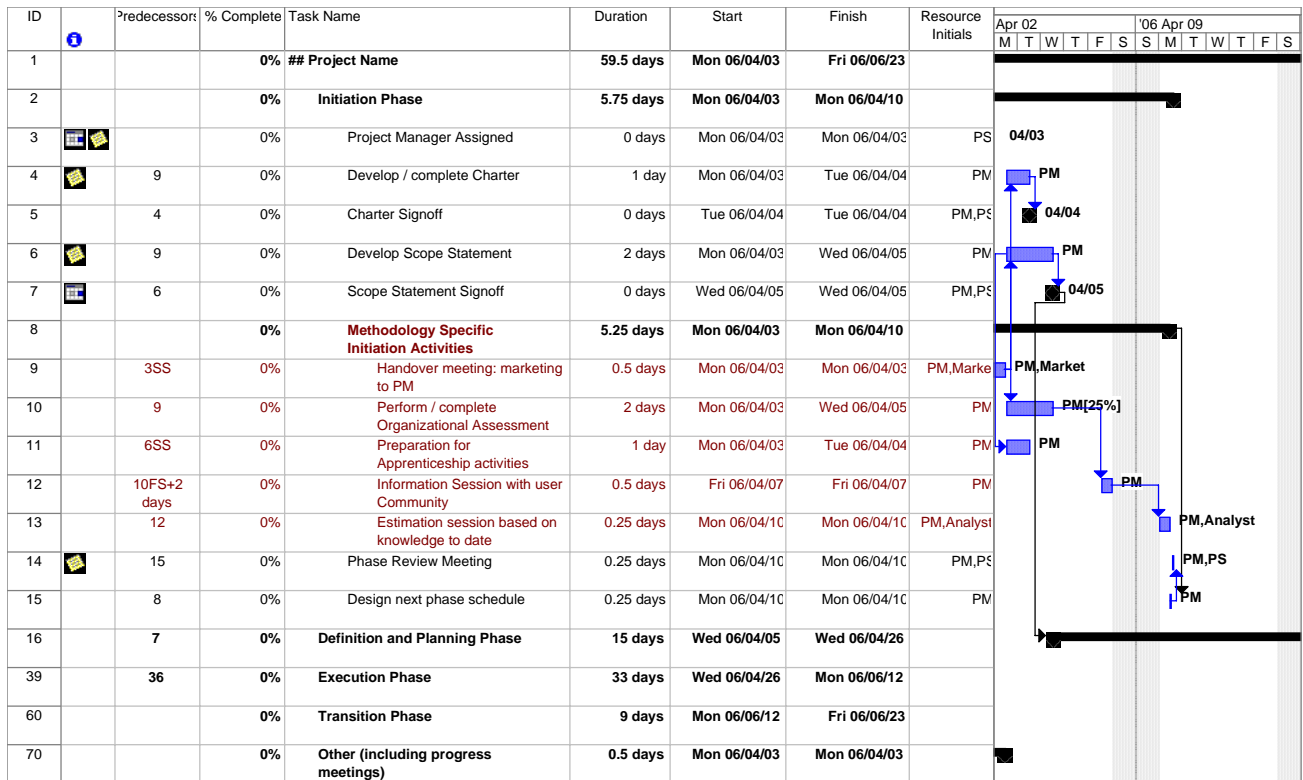 ID Predecessors % Complete Task Name Duration Start Finish Resource Initials Apr 02 '06 Apr 09
M T W T F S S M T W T F S
1 0% ## Project Name 59.5 days Mon 06/04/03 Fri 06/06/23
2 0% Initiation Phase 5.75 days Mon 06/04/03 Mon 06/04/10
3 0% Project Manager Assigned 0 days Mon 06/04/03 Mon 06/04/03 PS 04/03
4 9 0% Develop / complete Charter 1 day Mon 06/04/03 Tue 06/04/04 PM PM
5 4 0% Charter Signoff 0 days Tue 06/04/04 Tue 06/04/04 PM,PS 04/04
6 9 0% Develop Scope Statement 2 days Mon 06/04/03 Wed 06/04/05 PM PM
7 6 0% Scope Statement Signoff 0 days Wed 06/04/05 Wed 06/04/05 PM,PS 04/05
8 0% Methodology Specific Initiation Activities 5.25 days Mon 06/04/03 Mon 06/04/10
9 3SS 0% Handover meeting: marketing to PM 0.5 days Mon 06/04/03 Mon 06/04/03 PM,Marke PM,Market
10 9 0% Perform / complete Organizational Assessment 2 days Mon 06/04/03 Wed 06/04/05 PM PM[25%]
11 6SS 0% Preparation for Apprenticeship activities 1 day Mon 06/04/03 Tue 06/04/04 PM PM
12 10FS+2 days 0% Information Session with user Community 0.5 days Fri 06/04/07 Fri 06/04/07 PM PM
13 12 0% Estimation session based on knowledge to date 0.25 days Mon 06/04/10 Mon 06/04/10 PM,Analyst PM,Analyst
14 15 0% Phase Review Meeting 0.25 days Mon 06/04/10 Mon 06/04/10 PM,PS PM,PS
15 8 0% Design next phase schedule 0.25 days Mon 06/04/10 Mon 06/04/10 PM PM
16 7 0% Definition and Planning Phase 15 days Wed 06/04/05 Wed 06/04/26
39 36 0% Execution Phase 33 days Wed 06/04/26 Mon 06/06/12
60 0% Transition Phase 9 days Mon 06/06/12 Fri 06/06/23
70 0% Other (including progress meetings) 0.5 days Mon 06/04/03 Mon 06/04/03